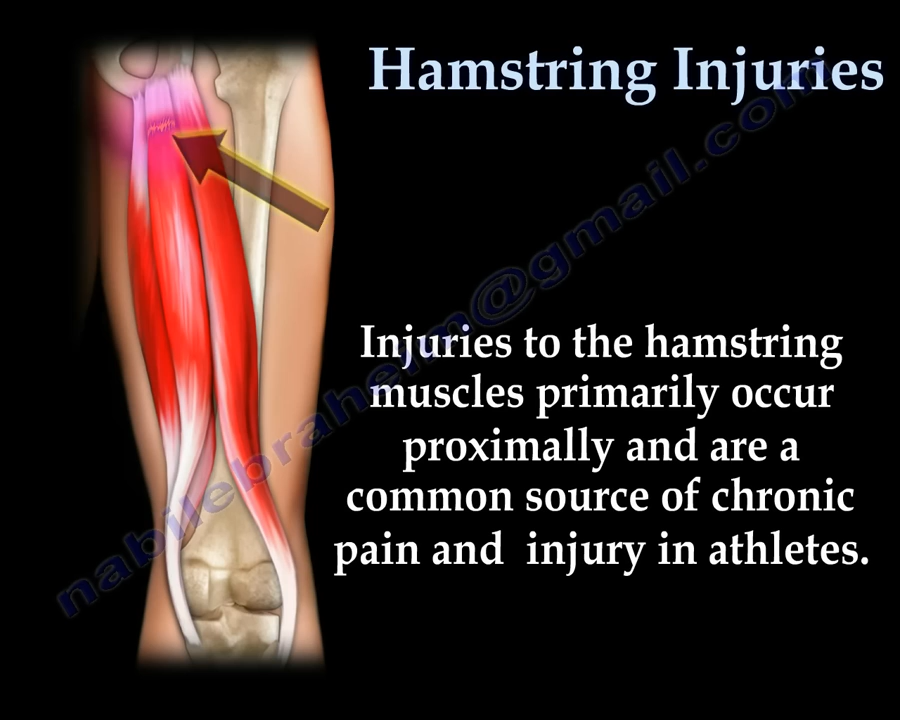 Hamstring Injuries
Injuries to the hamstring
muscles primarily occur
proximally and are a
common source of chronic
pain and  injury in athletes.
nabilebraheim@gmail.com